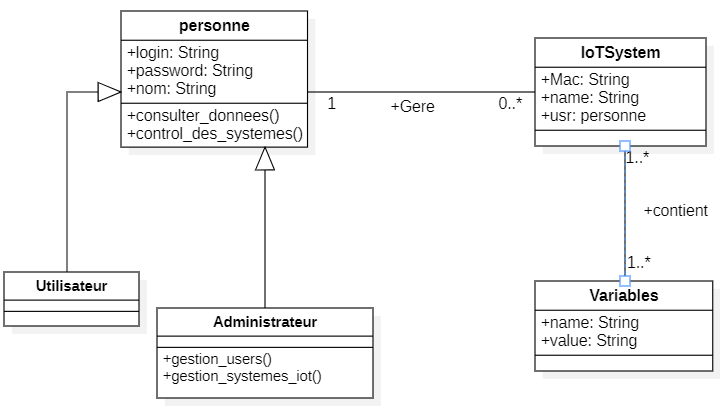 personne
+login: String
+password: String
+nom: String
+consulter_donnees()
+control_des_systemes()
1
+Gere
0..*
IoTSystem
+Mac: String
+name: String
+usr: personne
1..*
+contient
1..*
Variables
+name: String
+value: String
Utilisateur
Administrateur
+gestion_users()
+gestion_systemes_iot()